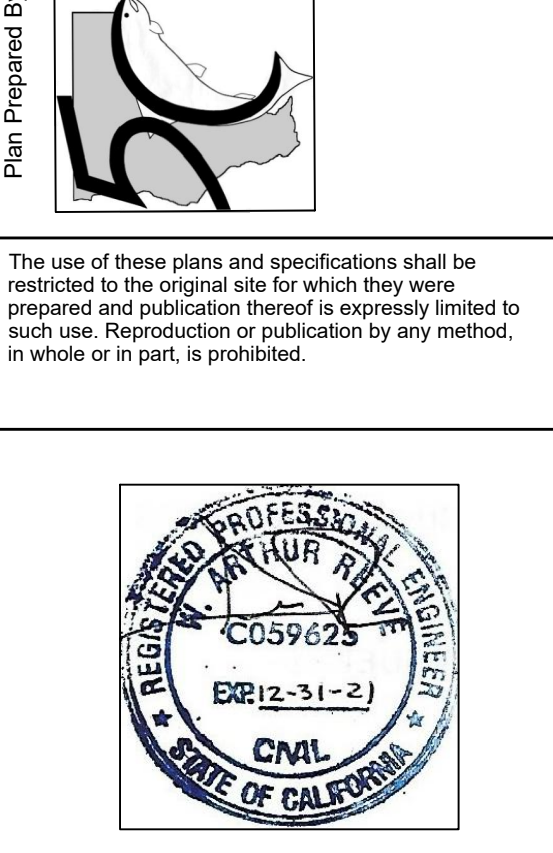 Plan Prepared By
The use of these plans and specifications shall be
restricted to the original site for which they were
prepared and publication thereof is expressly limited to
such use. Reproduction or publication by any method,
in whole or in part, is prohibited.
REGISTERED PROFESSIONAL ENGINEER
W. ARTHUR REEVE
C059625
EXP. 12-31-21
CIVIL
STATE OF CALIFORNIA